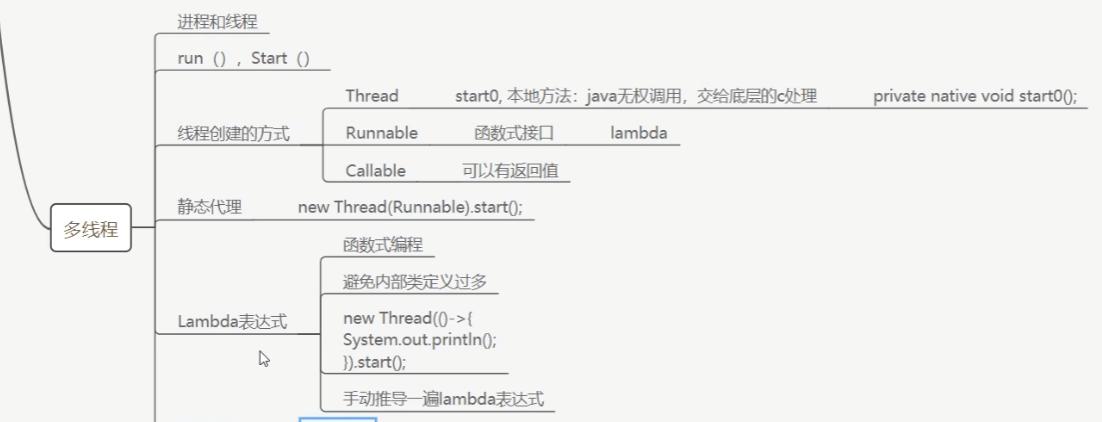 进程和线程
run（），Start（）
Thread start0, 本地方法：java无权调用，交给底层的c处理 private native void start0();
线程创建的方式
Runnable 函数式接口 lambda
Callable 可以有返回值
静态代理 new Thread(Runnable).start();
多线程
函数式编程
避免内部类定义过多
Lambda表达式
new Thread(()->{
System.out.println();
}).start();
手动推导一遍lambda表达式